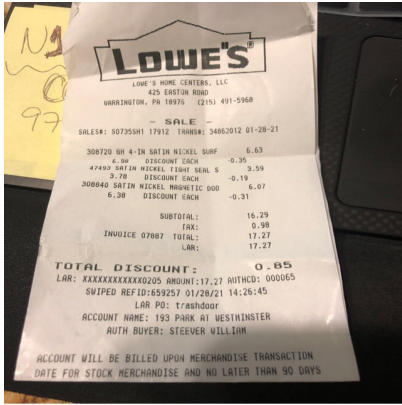 N1
97
LOWE'S®
LOWE'S HOME CENTERS, LLC
425 EASTON ROAD
WARRINGTON, PA 18976 (215) 491-5960
- SALE -
SALES#: SO735SH1 17912 TRANS#: 34862012 01-28-21
308720 GH 4-IN SATIN NICKEL SURF 6.63
6.98 DISCOUNT EACH -0.35
47493 SATIN NICKEL TIGHT SEAL S 3.59
3.78 DISCOUNT EACH -0.19
308840 SATIN NICKEL MAGNETIC DOO 6.07
6.38 DISCOUNT EACH -0.31
SUBTOTAL: 16.29
TAX: 0.98
INVOICE 07887 TOTAL: 17.27
LAR: 17.27
TOTAL DISCOUNT: 0.85
LAR: XXXXXXXXXXXX0205 AMOUNT:17.27 AUTHCD: 000065
SWIPED REFID:659257 01/28/21 14:26:45
LAR PO: trashdoor
ACCOUNT NAME: 193 PARK AT WESTMINSTER
AUTH BUYER: STEEVER WILLIAM
ACCOUNT WILL BE BILLED UPON MERCHANDISE TRANSACTION
DATE FOR STOCK MERCHANDISE AND NO LATER THAN 90 DAYS